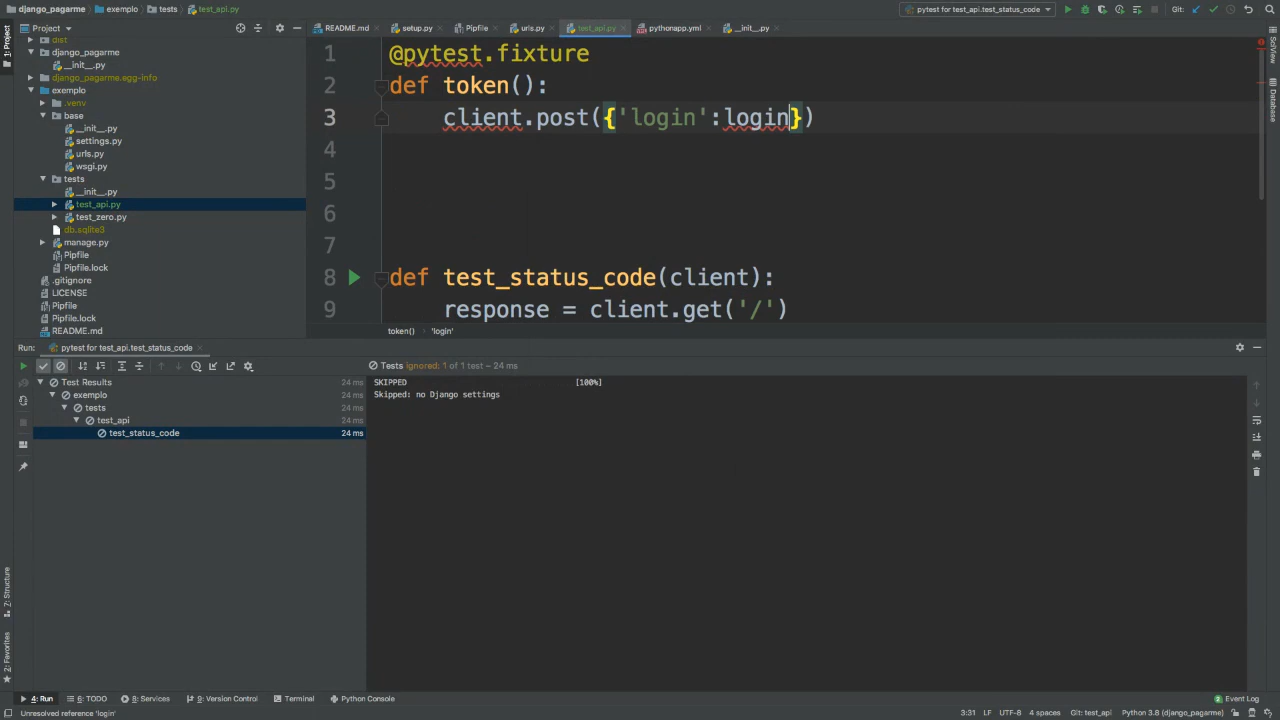 django_pagarme exemplo tests test_api.py pytest for test_api.test_status_code Git:
Project README.md setup.py Pipfile urls.py test_api.py pythonapp.yml __init__.py
1: Project
dist
django_pagarme
__init__.py
django_pagarme.egg-info
exemplo
.venv
base
__init__.py
settings.py
urls.py
wsgi.py
tests
__init__.py
test_api.py
test_zero.py
db.sqlite3
manage.py
Pipfile
Pipfile.lock
.gitignore
LICENSE
Pipfile
Pipfile.lock
README.md
1 @pytest.fixture
2 def token():
3 client.post({'login':login})
4
5
6
7
8 def test_status_code(client):
9 response = client.get('/')
token() 'login'
SciView
Database
Run: pytest for test_api.test_status_code
Tests ignored: 1 of 1 test – 24 ms
Test Results 24 ms
exemplo 24 ms
tests 24 ms
test_api 24 ms
test_status_code 24 ms
SKIPPED [100%]
Skipped: no Django settings
7: Structure
2: Favorites
4: Run 6: TODO 8: Services 9: Version Control Terminal Python Console Event Log
Unresolved reference 'login' 3:31 LF UTF-8 4 spaces Git: test_api Python 3.8 (django_pagarme)